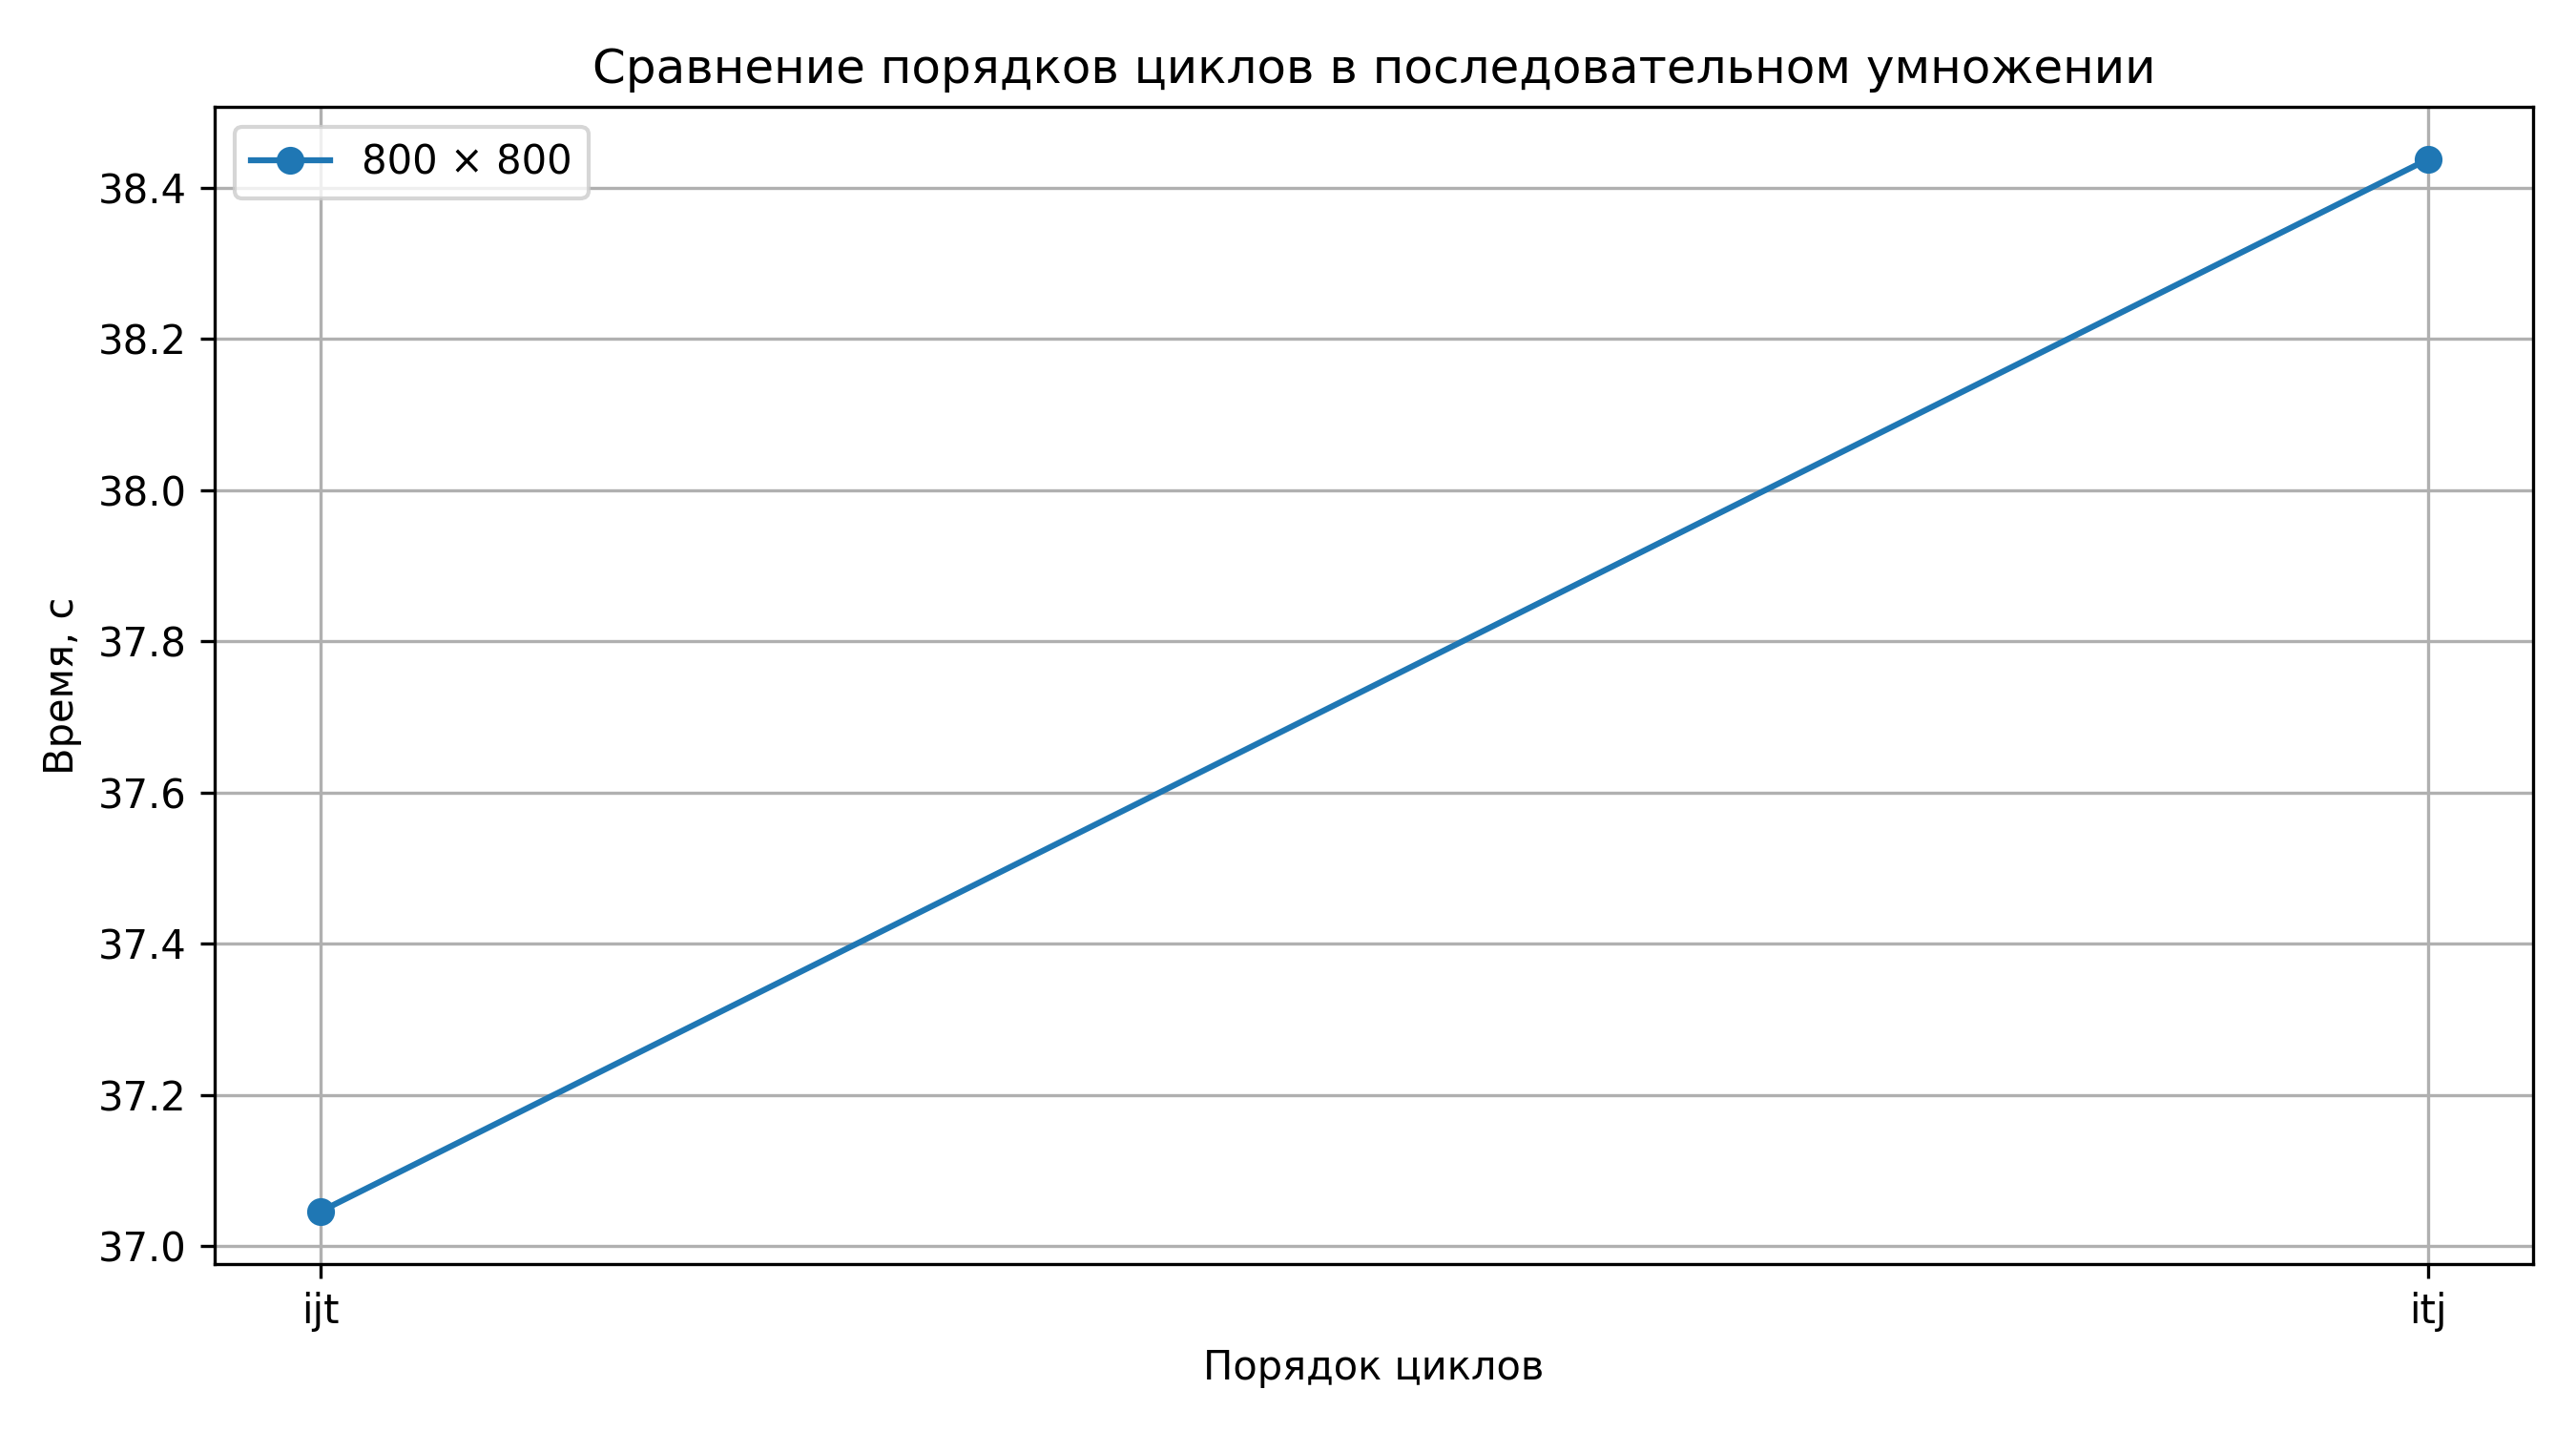 Сравнение порядков циклов в последовательном умножении
800 × 800
38.4
38.2
38.0
37.8
37.6
37.4
37.2
37.0
Время, с
ijt
itj
Порядок циклов